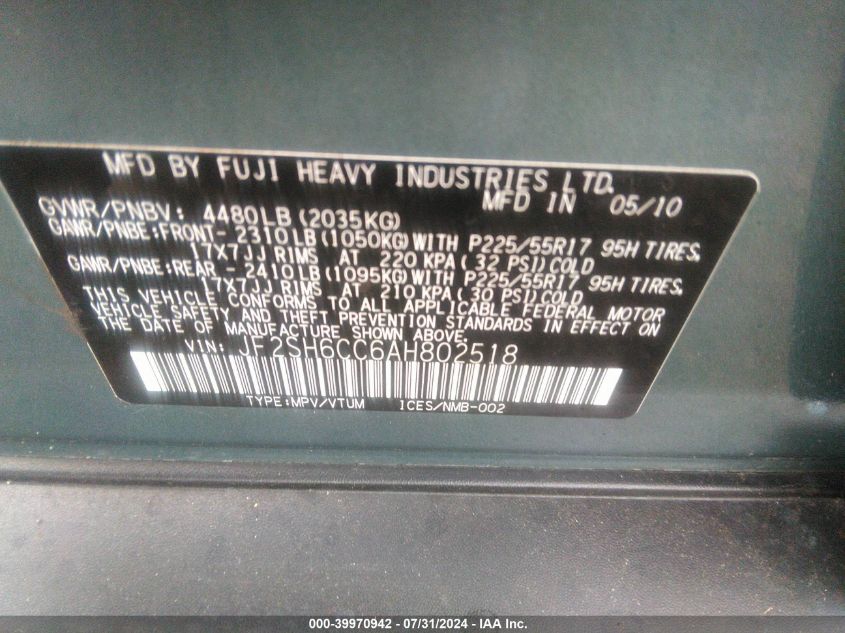 MFD BY FUJI HEAVY INDUSTRIES LTD.
MFD IN 05/10
GVWR/PNBV: 4480LB (2035KG)
GAWR/PNBE:FRONT- 2310LB (1050KG) WITH P225/55R17 95H TIRES.
17X7JJ RIMS AT 220 KPA ( 32 PSI) COLD
GAWR/PNBE:REAR - 2410LB (1095KG) WITH P225/55R17 95H TIRES.
17X7JJ RIMS AT 210 KPA ( 30 PSI) COLD
THIS VEHICLE CONFORMS TO ALL APPLICABLE FEDERAL MOTOR
VEHICLE SAFETY AND THEFT PREVENTION STANDARDS IN EFFECT ON
THE DATE OF MANUFACTURE SHOWN ABOVE.
VIN: JF2SH6CC6AH802518
TYPE:MPV/VTUM ICES/NMB-002
000-39970942 - 07/31/2024 - IAA Inc.